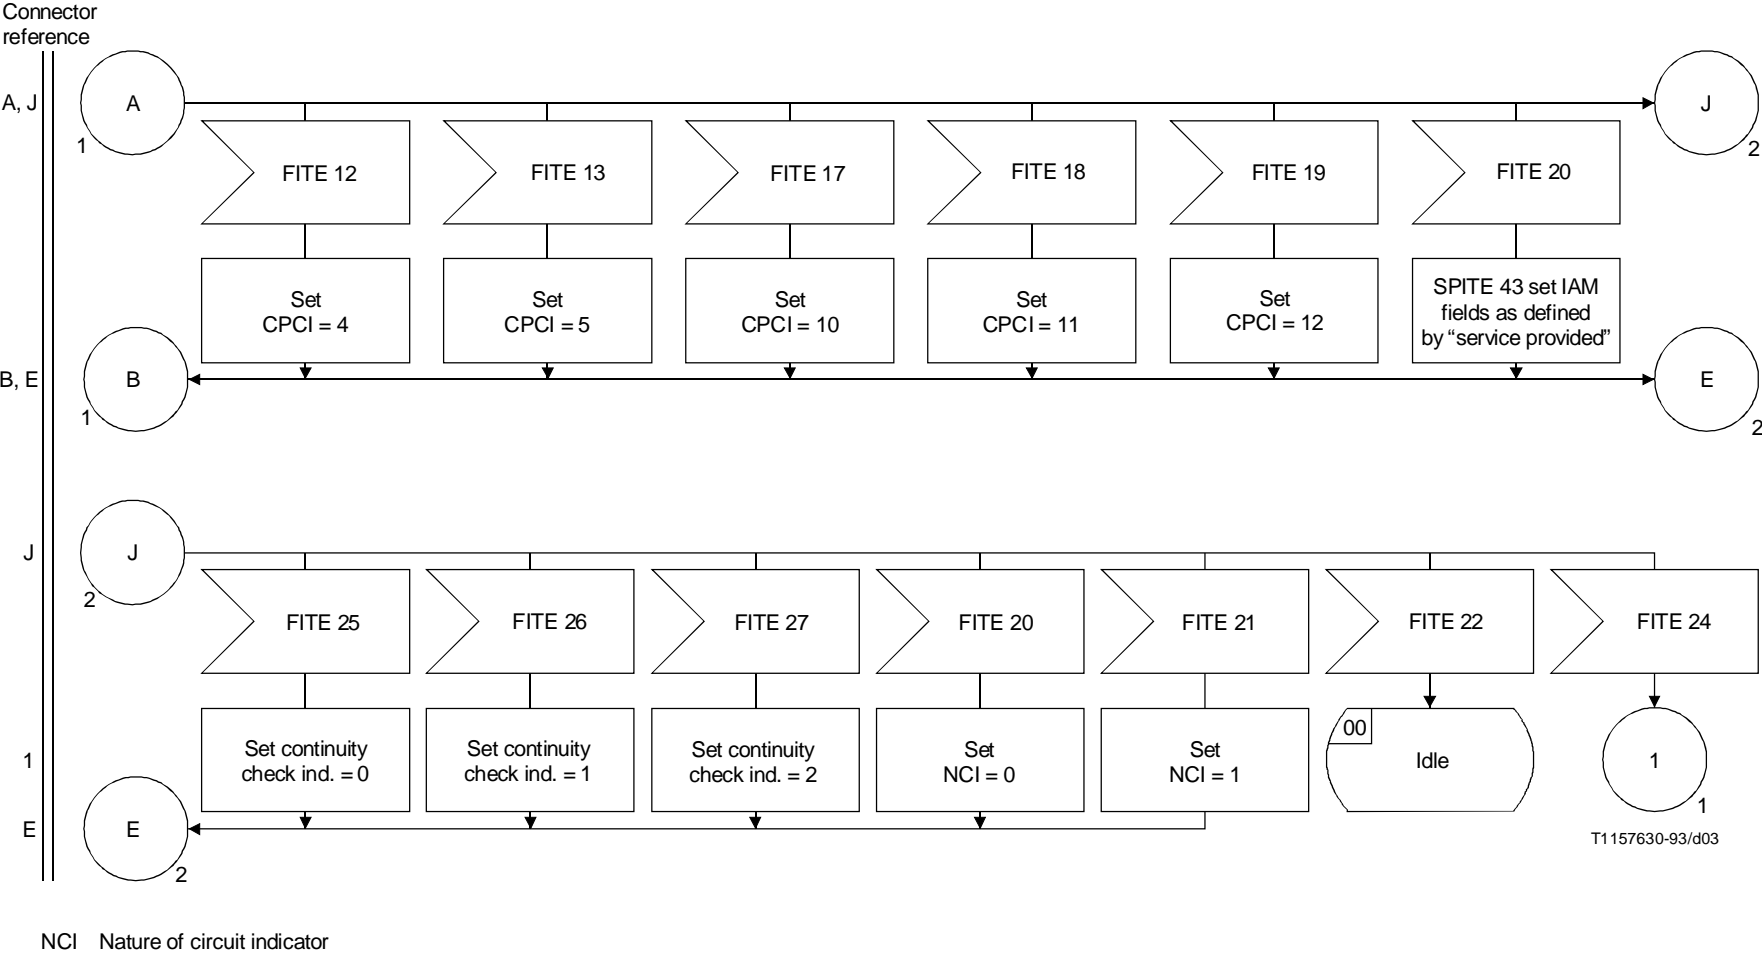 Connector
reference
A, J
A
1
J
2
FITE 12
FITE 13
FITE 17
FITE 18
FITE 19
FITE 20
Set
CPCI = 4
Set
CPCI = 5
Set
CPCI = 10
Set
CPCI = 11
Set
CPCI = 12
SPITE 43 set IAM
fields as defined
by “service provided”
B, E
B
1
E
2
J
J
2
FITE 25
FITE 26
FITE 27
FITE 20
FITE 21
FITE 22
FITE 24
1
Set continuity
check ind. = 0
Set continuity
check ind. = 1
Set continuity
check ind. = 2
Set
NCI = 0
Set
NCI = 1
00
Idle
1
1
E
E
2
T1157630-93/d03
NCI Nature of circuit indicator